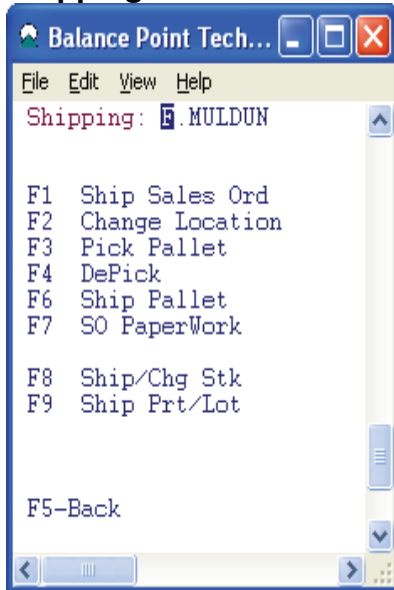 Balance Point Tech...
File Edit View Help
Shipping: F.MULDUN
F1 Ship Sales Ord
F2 Change Location
F3 Pick Pallet
F4 DePick
F6 Ship Pallet
F7 SO PaperWork
F8 Ship/Chg Stk
F9 Ship Prt/Lot
F5-Back